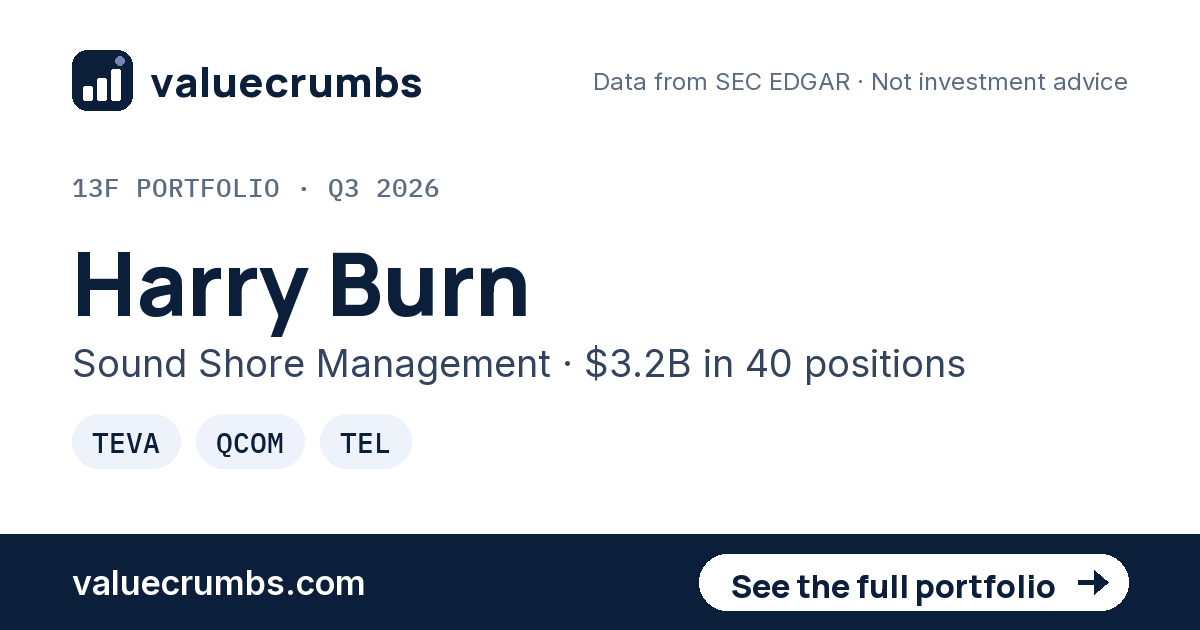 valuecrumbs
Data from SEC EDGAR · Not investment advice
13F PORTFOLIO · Q3 2026
Harry Burn
Sound Shore Management · $3.2B in 40 positions
TEVA QCOM TEL
valuecrumbs.com
See the full portfolio →